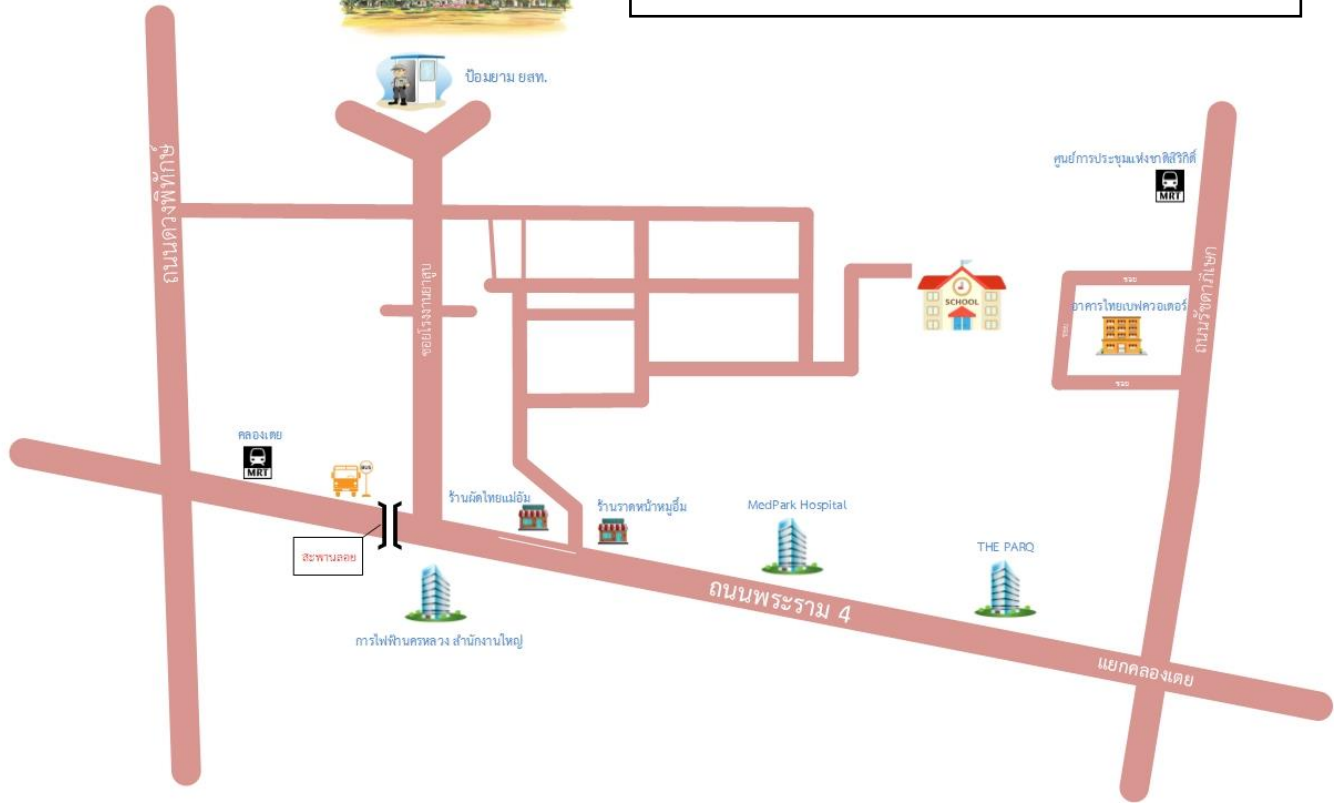 ป้อมยาม ยสท.
ถนนดวงพิทักษ์
ศูนย์การประชุมแห่งชาติสิริกิติ์
MRT
ซอยโรงงานยาสูบ
SCHOOL
ซอย
อาคารไทยเบฟควอเตอร์
ซอย
ซอย
ถนนรัชดาภิเษก
คลองเตย
MRT
BUS
ร้านผัดไทยแม่อัม
ร้านราดหน้าหมูอึ๋ม
MedPark Hospital
THE PARQ
สะพานลอย
ถนนพระราม 4
การไฟฟ้านครหลวง สำนักงานใหญ่
แยกคลองเตย